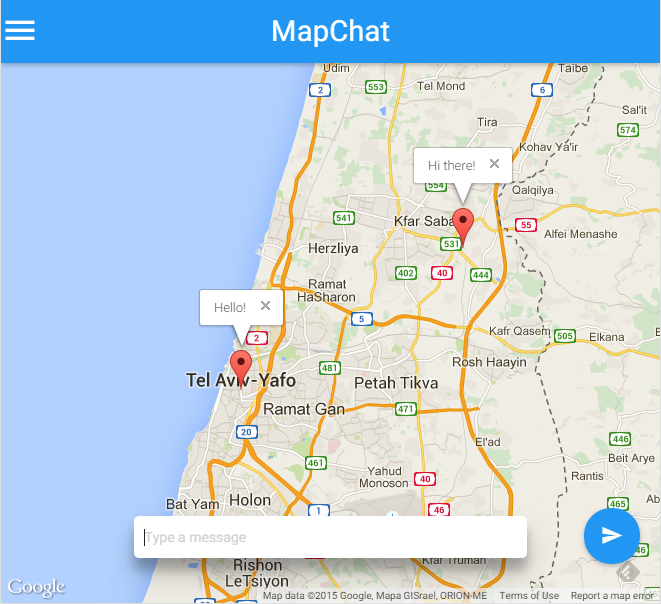 MapChat
Udim
Taibe
2
553
Tel Mond
6
Sal'it
Tira
574
Kohav Ya'ir
Hi there!
554
Qalqilya
541
Kfar Saba
55
Alfei Menashe
531
Herzliya
402
40
444
Ramat
HaSharon
Hello!
5
2
Kafr Qasem
505
Elkana
Rosh Haayin
481
Tel Aviv-Yafo
Petah Tikva
Ramat Gan
471
20
El'ad
446
461
Beit Arye
Yahud
Monoson
40
Rantis
Bat Yam
Holon
465
1
46
Type a message
446
Kfar Truman
Rishon
LeTsiyon
Google
Map data ©2015 Google, Mapa GISrael, ORION-ME
Terms of Use
Report a map error